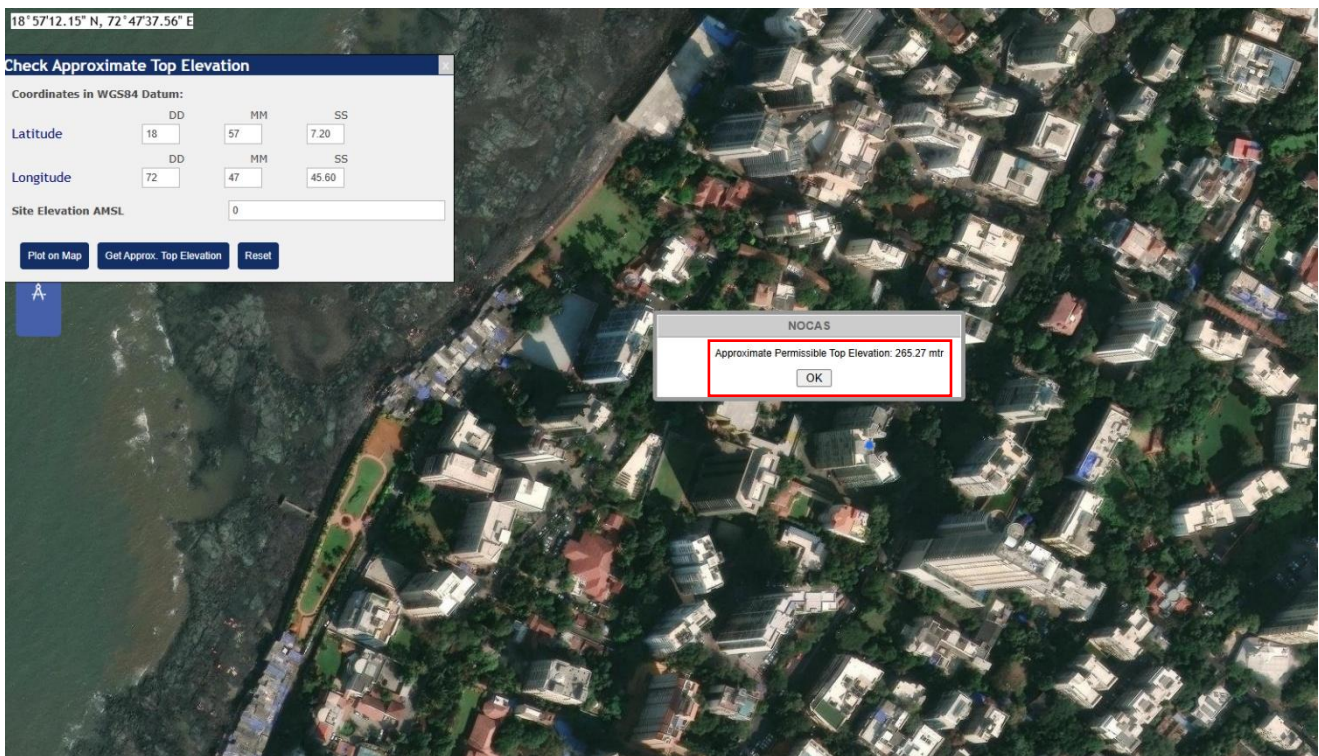 18°57'12.15" N, 72°47'37.56" E
Check Approximate Top Elevation
x
Coordinates in WGS84 Datum:
DD MM SS
Latitude 18 57 7.20
DD MM SS
Longitude 72 47 45.60
Site Elevation AMSL 0
Plot on Map Get Approx. Top Elevation Reset
NOCAS
Approximate Permissible Top Elevation: 265.27 mtr
OK